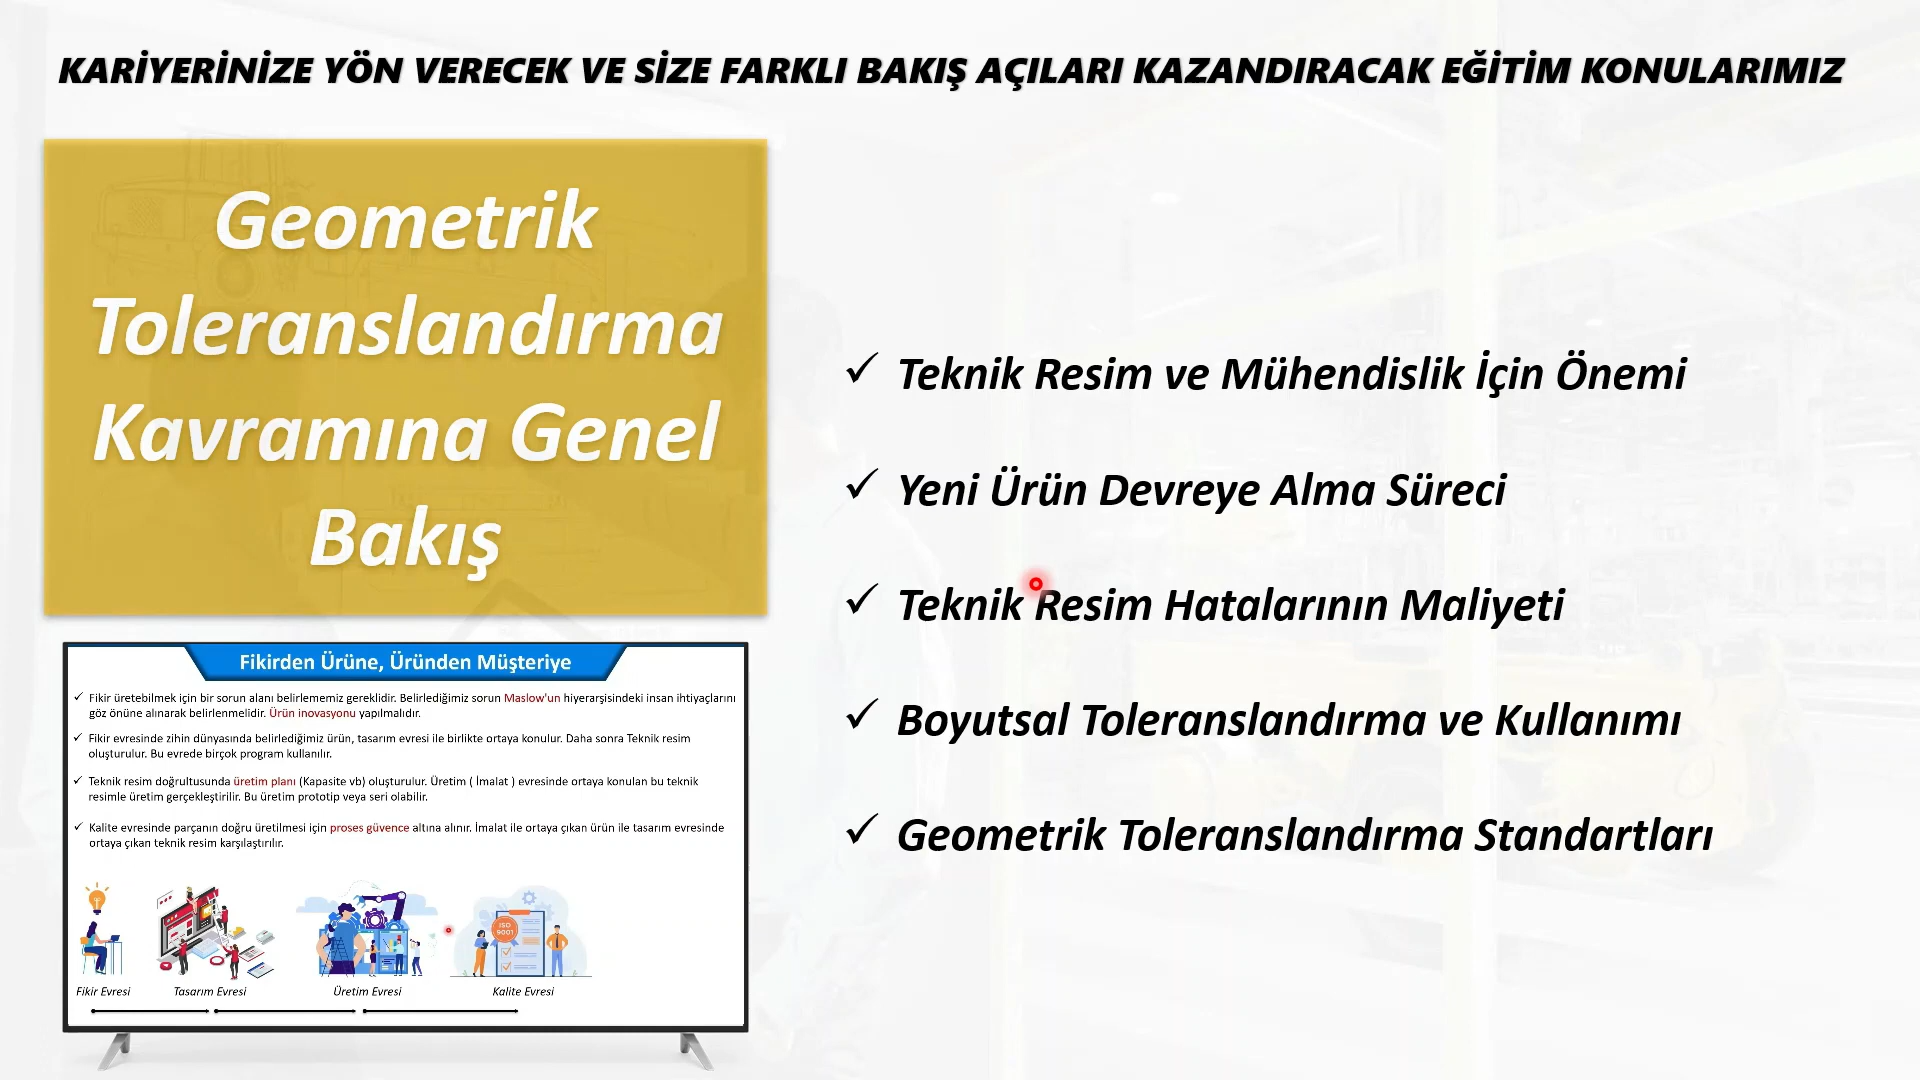 KARİYERİNİZE YÖN VERECEK VE SİZE FARKLI BAKIŞ AÇILARI KAZANDIRACAK EĞİTİM KONULARIMIZ
Geometrik
Toleranslandırma
Kavramına Genel
Bakış
✓ Teknik Resim ve Mühendislik İçin Önemi
✓ Yeni Ürün Devreye Alma Süreci
✓ Teknik Resim Hatalarının Maliyeti
✓ Boyutsal Toleranslandırma ve Kullanımı
✓ Geometrik Toleranslandırma Standartları
Fikirden Ürüne, Üründen Müşteriye
✓ Fikir üretebilmek için bir sorun alanı belirlememiz gereklidir. Belirlediğimiz sorun Maslow'un hiyerarşisindeki insan ihtiyaçlarını
göz önüne alınarak belirlenmelidir. Ürün inovasyonu yapılmalıdır.
✓ Fikir evresinde zihin dünyasında belirlediğimiz ürün, tasarım evresi ile birlikte ortaya konulur. Daha sonra Teknik resim
oluşturulur. Bu evrede birçok program kullanılır.
✓ Teknik resim doğrultusunda üretim planı (Kapasite vb) oluşturulur. Üretim ( İmalat ) evresinde ortaya konulan bu teknik
resimle üretim gerçekleştirilir. Bu üretim prototip veya seri olabilir.
✓ Kalite evresinde parçanın doğru üretilmesi için proses güvence altına alınır. İmalat ile ortaya çıkan ürün ile tasarım evresinde
ortaya çıkan teknik resim karşılaştırılır.
ISO
9001
Fikir Evresi
Tasarım Evresi
Üretim Evresi
Kalite Evresi